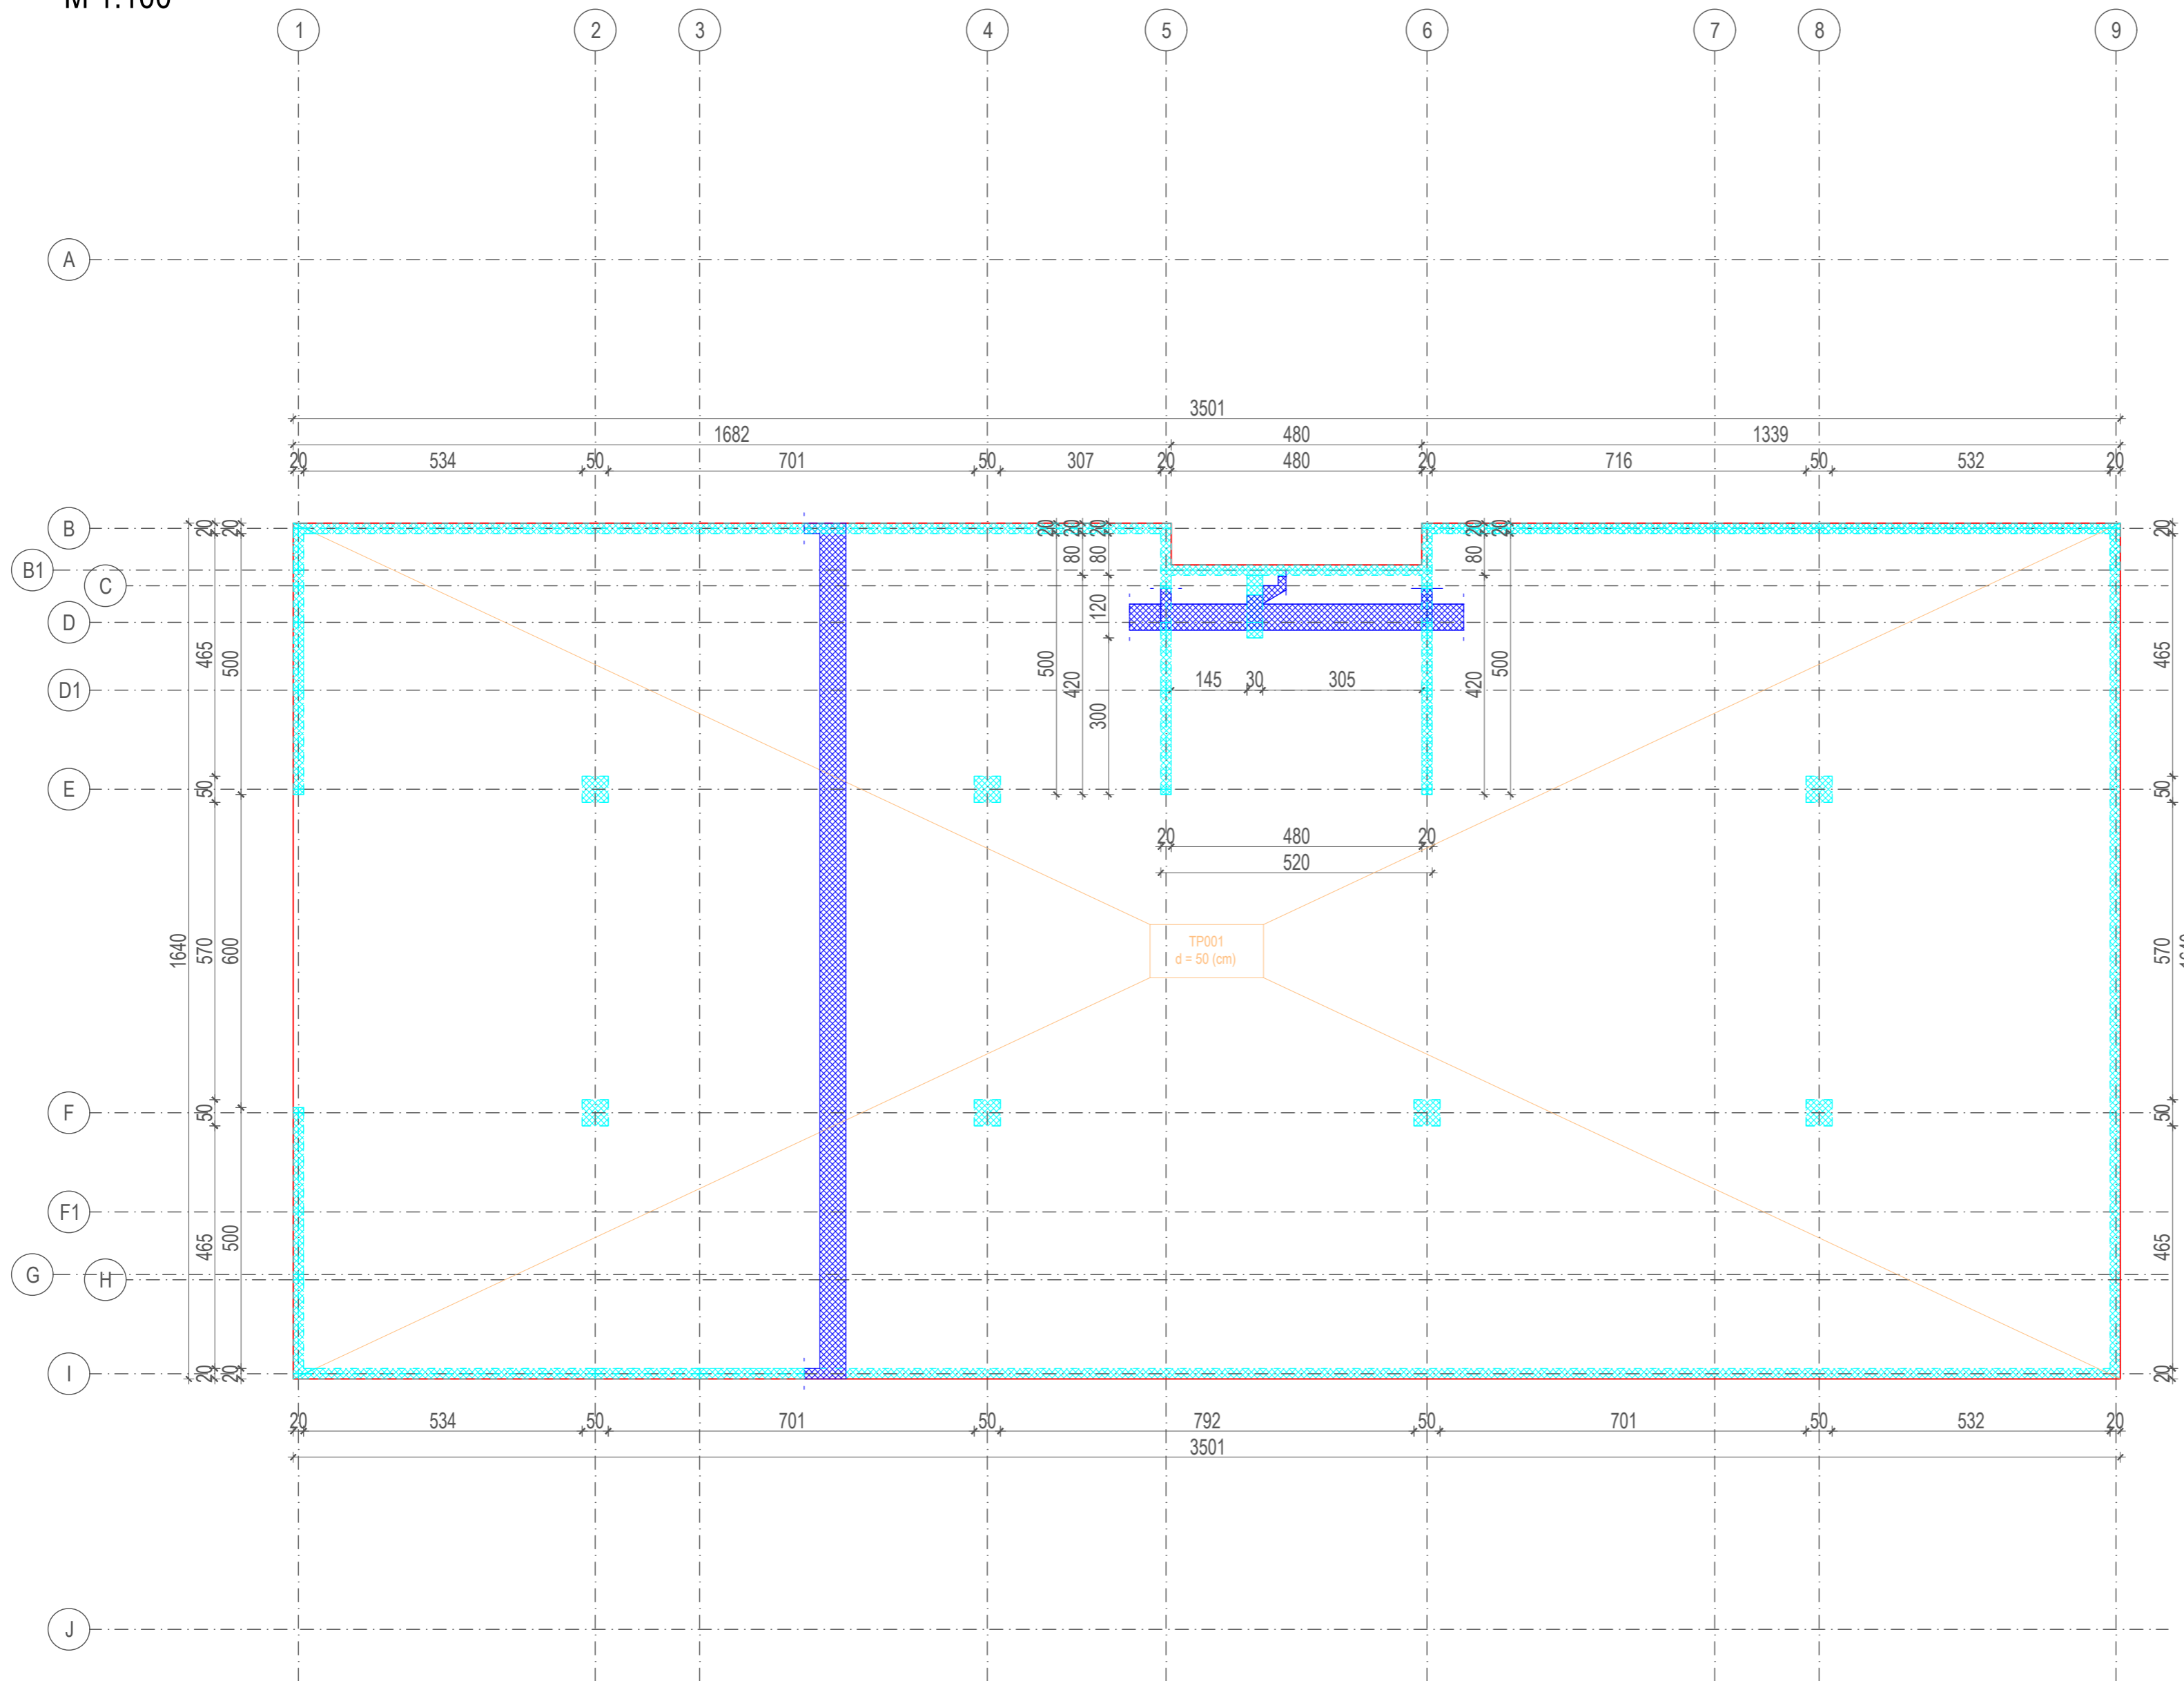 M 1:100
1 2 3 4 5 6 7 8 9
A
3501
1682 480 1339
20 534 50 701 50 307 20 480 20 716 50 532 20
B
B1
C
D
D1
E
F
F1
G
H
I
J
1640
20 465 50 570 50 465 20
20 500 600 500 20
20 500
20 80 420
20 80 120 300
145 30 305
20 80 420
20 500
20 480 20
520
TP001
d = 50 (cm)
20 465 50 570 50 465 20
20 534 50 701 50 792 50 701 50 532 20
3501